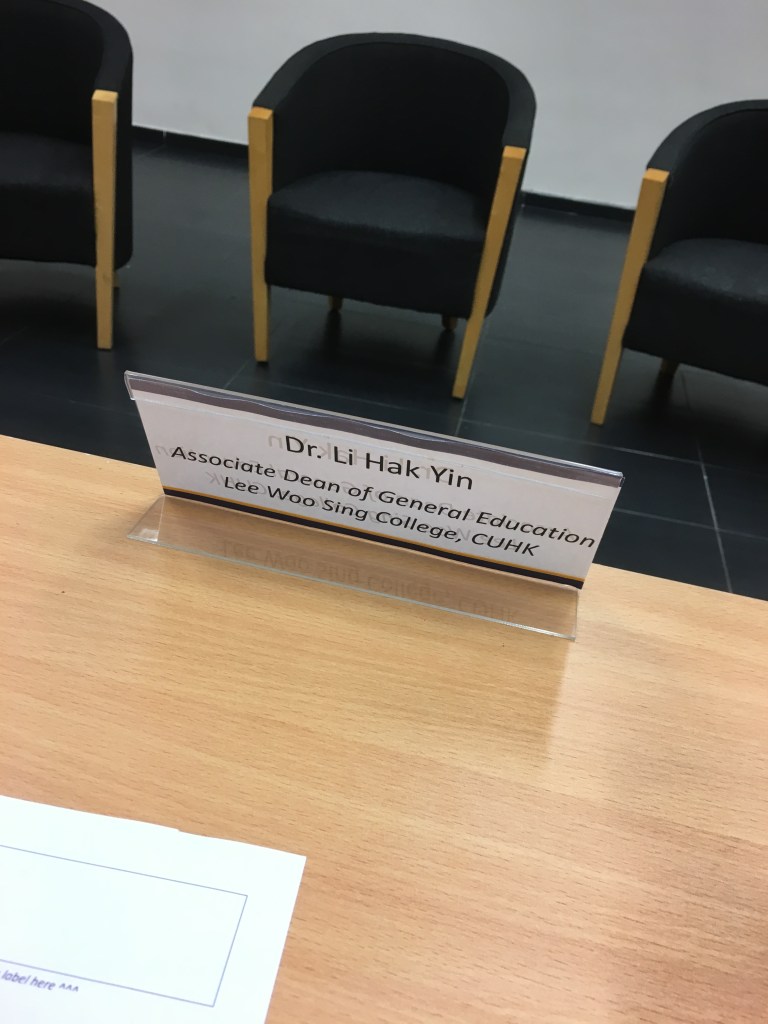 Dr. Li Hak Yin
Associate Dean of General Education
Lee Woo Sing College, CUHK
label here ^^^